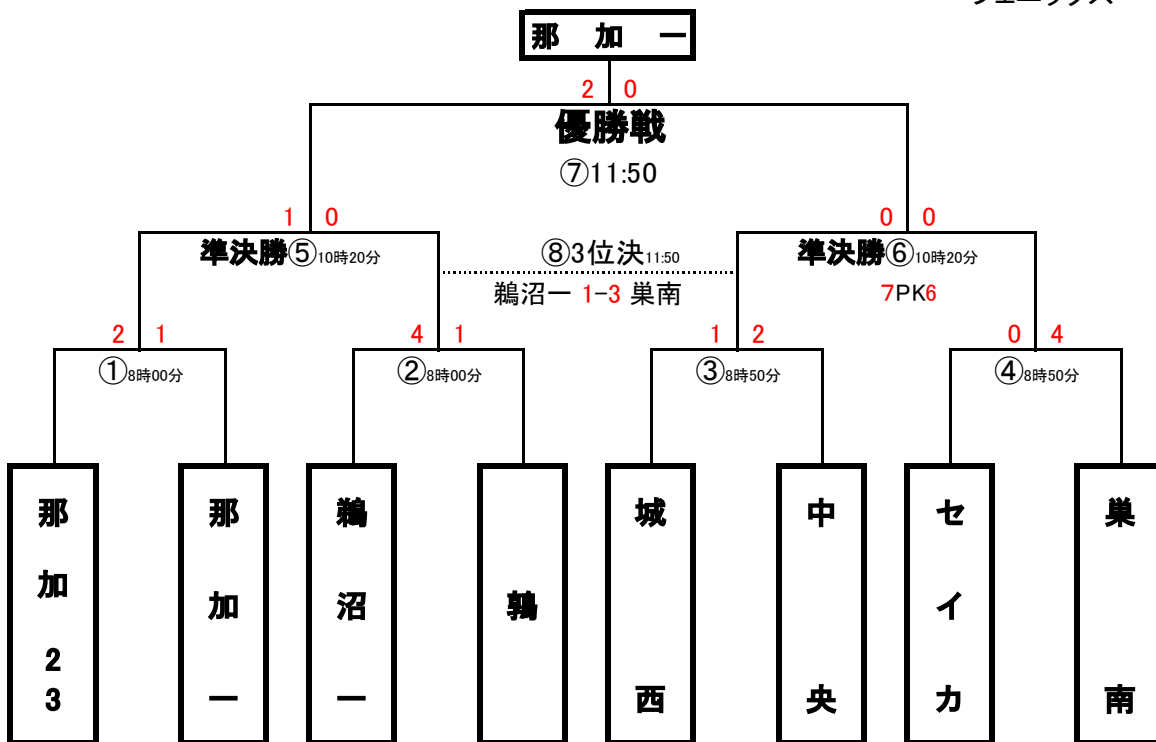 那加一
2 0
優勝戦
⑦11:50
1 0
0 0
準決勝⑤10時20分
⑧3位決11:50
準決勝⑥10時20分
鵜沼一 1-3 巣南
7PK6
2 1
4 1
1 2
0 4
①8時00分
②8時00分
③8時50分
④8時50分
那加23
那加一
鵜沼一
鶉
城西
中央
セイカ
巣南